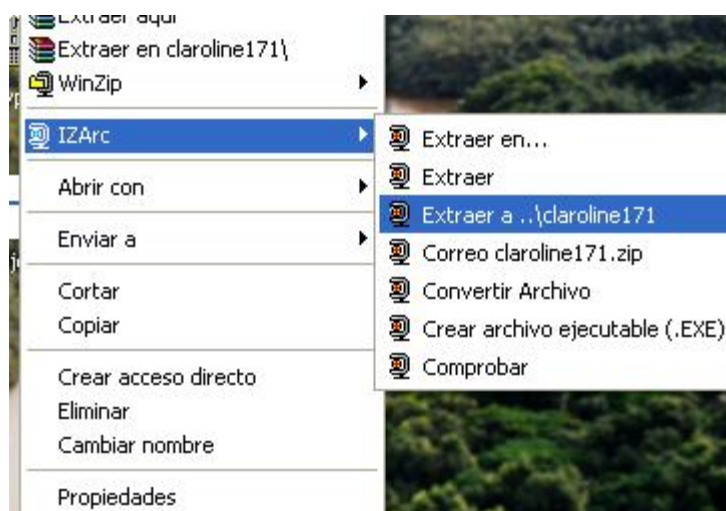 Extraer aquí
Extraer en claroline171\
WinZip
IZArc
Abrir con
Enviar a
Cortar
Copiar
Crear acceso directo
Eliminar
Cambiar nombre
Propiedades
Extraer en...
Extraer
Extraer a ..\claroline171
Correo claroline171.zip
Convertir Archivo
Crear archivo ejecutable (.EXE)
Comprobar